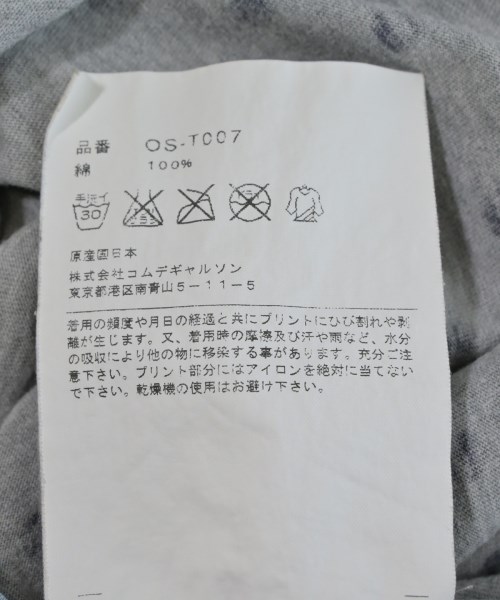 品番 OS-T007
綿 100%
手洗イ
30
原産国日本
株式会社コムデギャルソン
東京都港区南青山5-11-5
着用の頻度や月日の経過と共にプリントにひび割れや剥
離が生じます。又、着用時の摩擦及び汗や雨など、水分
の吸収により他の物に移染する事があります。充分ご注
意下さい。プリント部分にはアイロンを絶対に当てない
で下さい。乾燥機の使用はお避け下さい。